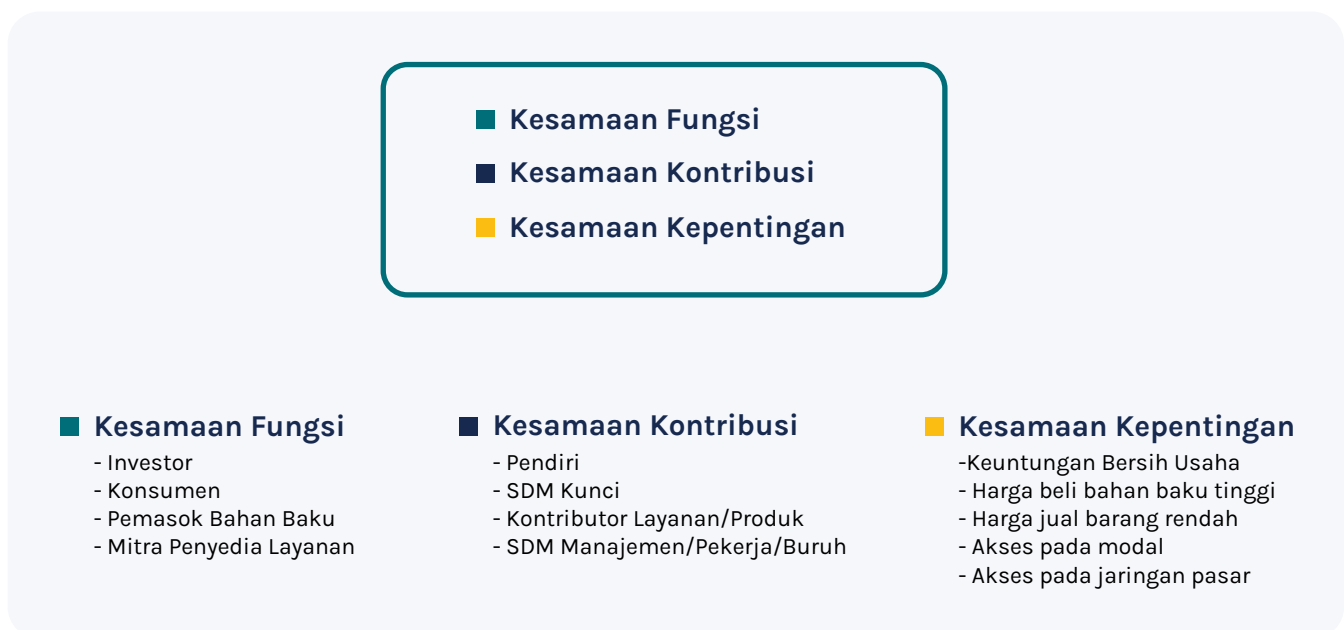 Kesamaan Fungsi
Kesamaan Kontribusi
Kesamaan Kepentingan
Kesamaan Fungsi
- Investor
- Konsumen
- Pemasok Bahan Baku
- Mitra Penyedia Layanan
Kesamaan Kontribusi
- Pendiri
- SDM Kunci
- Kontributor Layanan/Produk
- SDM Manajemen/Pekerja/Buruh
Kesamaan Kepentingan
-Keuntungan Bersih Usaha
- Harga beli bahan baku tinggi
- Harga jual barang rendah
- Akses pada modal
- Akses pada jaringan pasar